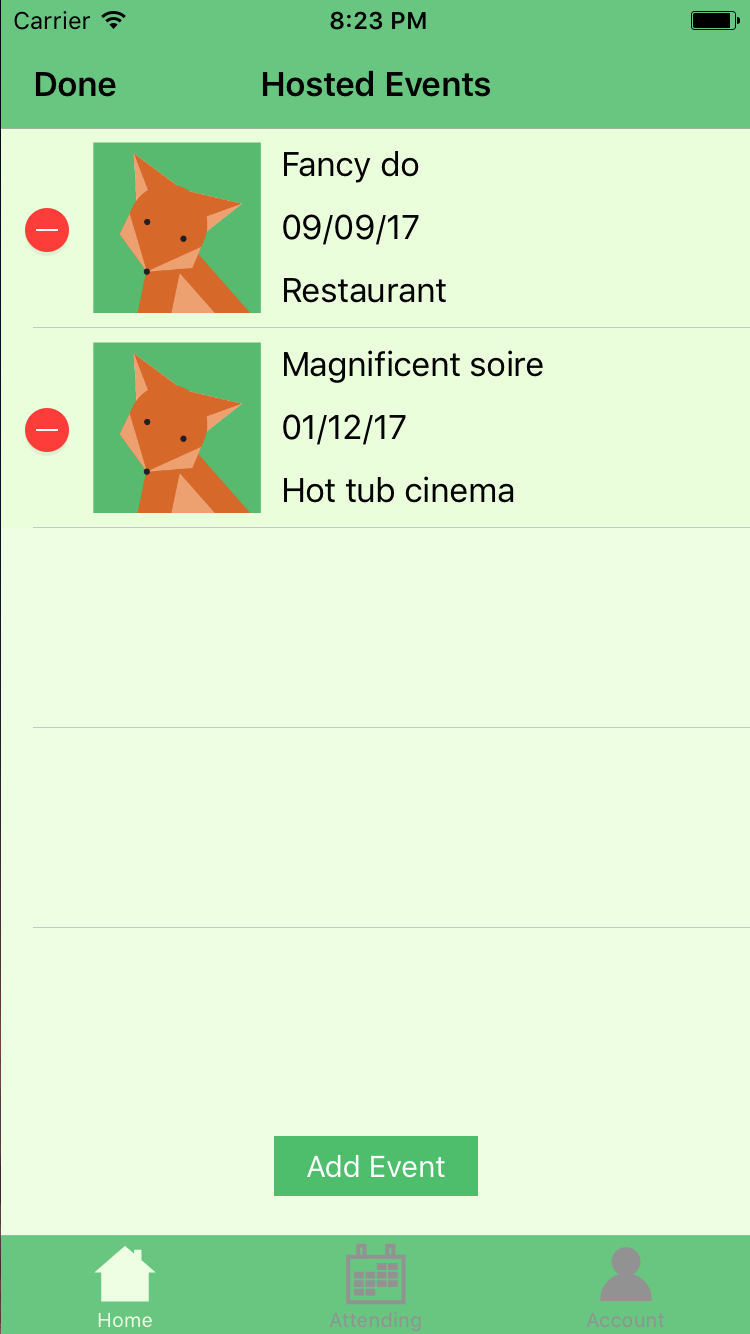 Carrier 8:23 PM
Done Hosted Events
Fancy do
09/09/17
Restaurant
Magnificent soire
01/12/17
Hot tub cinema
Add Event
Home Attending Account